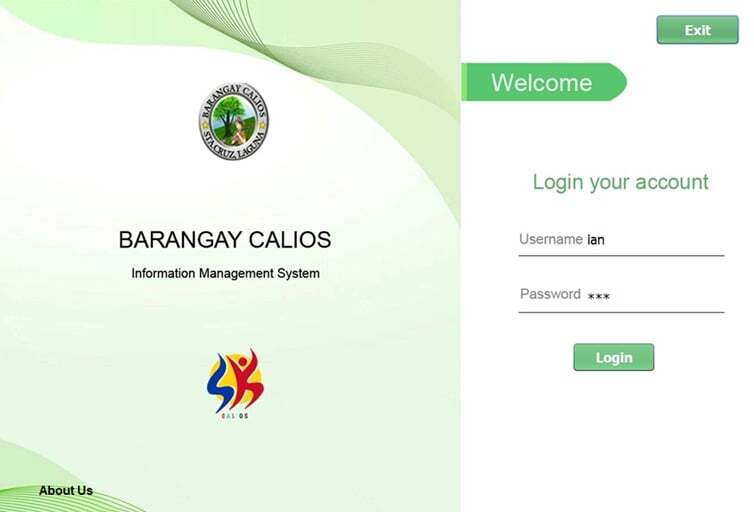 Exit
Welcome
BARANGAY CALIOS
STA.CRUZ, LAGUNA
Login your account
BARANGAY CALIOS
Username ian
Information Management System
Password ***
Login
CALIOS
About Us